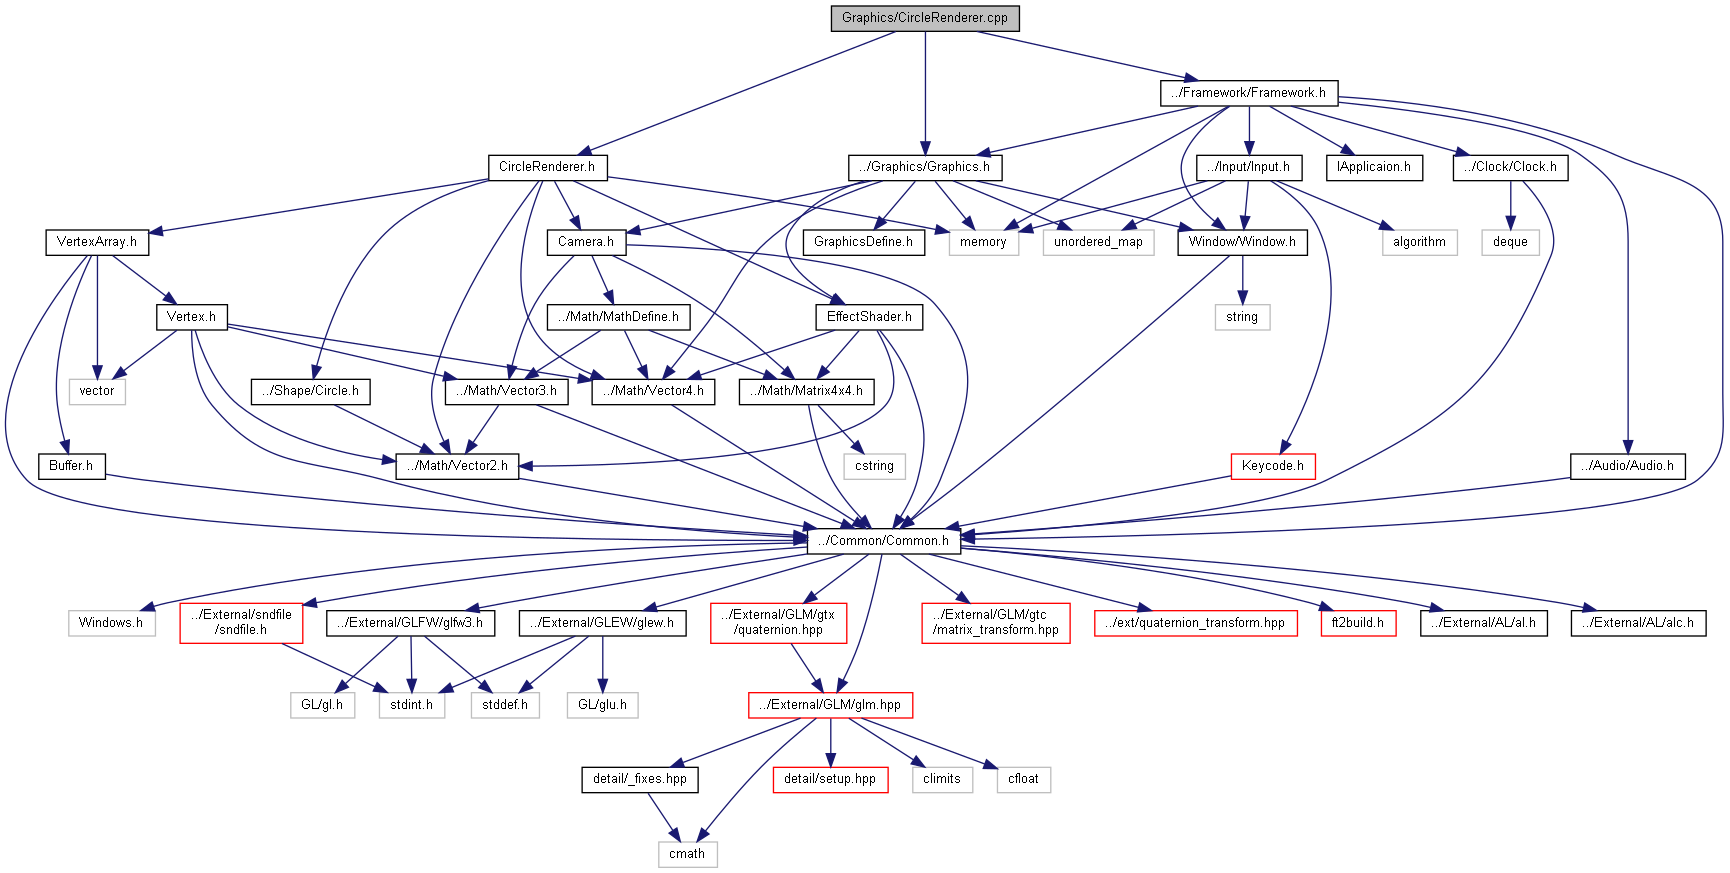 Graphics/CircleRenderer.cpp
../Framework/Framework.h
CircleRenderer.h
../Graphics/Graphics.h
../Input/Input.h
IApplicaion.h
../Clock/Clock.h
VertexArray.h
Camera.h
GraphicsDefine.h
memory
unordered_map
Window/Window.h
algorithm
deque
Vertex.h
../Math/MathDefine.h
EffectShader.h
string
vector
../Shape/Circle.h
../Math/Vector3.h
../Math/Vector4.h
../Math/Matrix4x4.h
Buffer.h
../Math/Vector2.h
cstring
Keycode.h
../Audio/Audio.h
../Common/Common.h
Windows.h
../External/sndfile
/sndfile.h
../External/GLFW/glfw3.h
../External/GLEW/glew.h
../External/GLM/gtx
/quaternion.hpp
../External/GLM/gtc
/matrix_transform.hpp
../ext/quaternion_transform.hpp
ft2build.h
../External/AL/al.h
../External/AL/alc.h
GL/gl.h
stdint.h
stddef.h
GL/glu.h
../External/GLM/glm.hpp
detail/_fixes.hpp
detail/setup.hpp
climits
cfloat
cmath